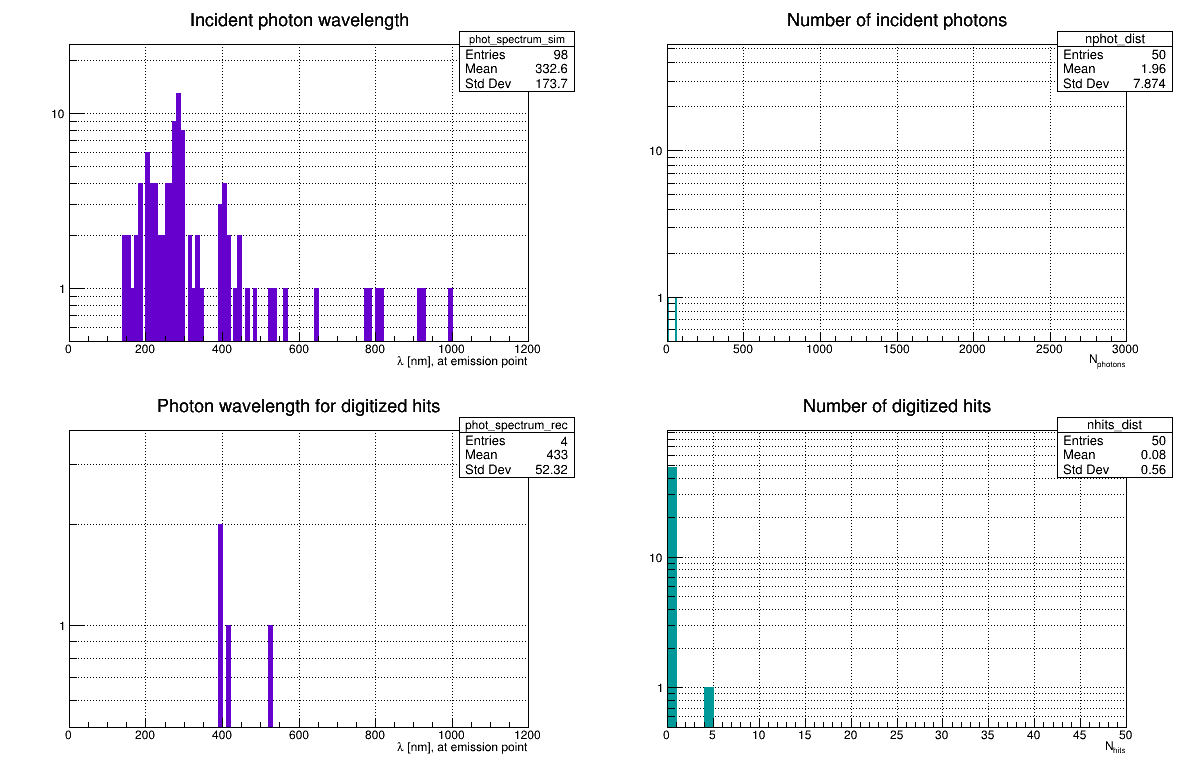 Incident photon wavelength
phot_spectrum_sim
Entries 98
Mean 332.6
Std Dev 173.7
10
1
0 200 400 600 800 1000 1200
λ [nm], at emission point
Number of incident photons
nphot_dist
Entries 50
Mean 1.96
Std Dev 7.874
10
1
0 500 1000 1500 2000 2500 3000
Nphotons
Photon wavelength for digitized hits
phot_spectrum_rec
Entries 4
Mean 433
Std Dev 52.32
1
0 200 400 600 800 1000 1200
λ [nm], at emission point
Number of digitized hits
nhits_dist
Entries 50
Mean 0.08
Std Dev 0.56
10
1
0 5 10 15 20 25 30 35 40 45 50
Nhits